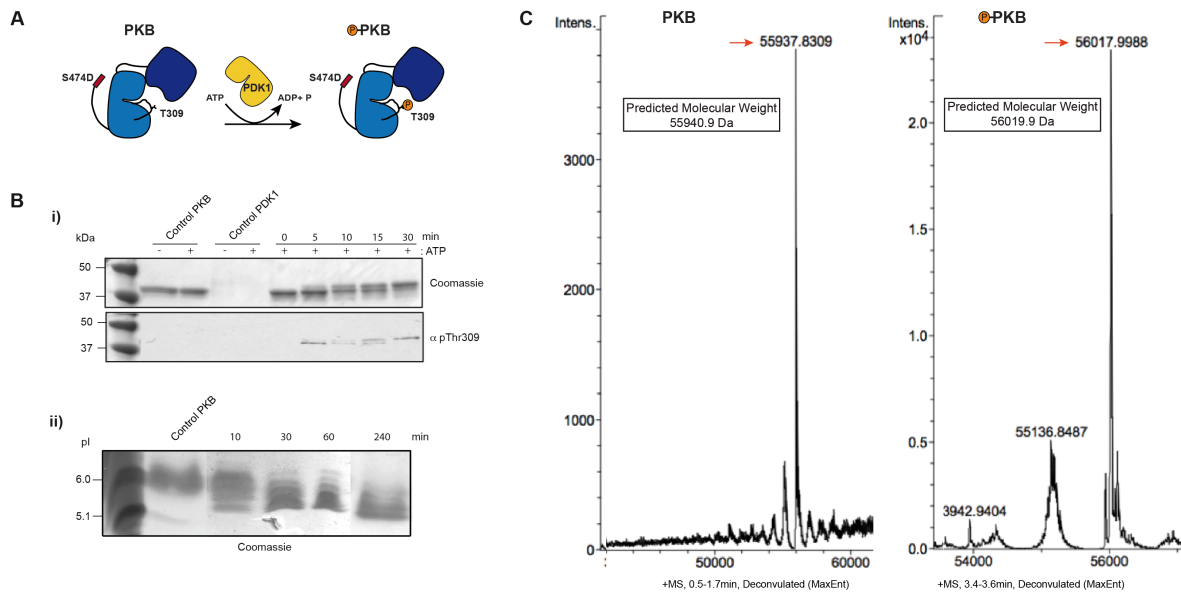 A
PKB
P-PKB
S474D
PDK1
S474D
ATP
ADP+ P
P
T309
T309
B
i)
Control PKB
Control PDK1
kDa
0 5 10 15 30 min
- + - + + + + + + : ATP
50
37
Coomassie
50
37
α pThr309
ii)
Control PKB
pI
10 30 60 240 min
6.0
5.1
Coomassie
C
PKB
Intens.
55937.8309
Predicted Molecular Weight
55940.9 Da
3000
2000
1000
0
50000
60000
+MS, 0.5-1.7min, Deconvulated (MaxEnt)
P-PKB
Intens.
x10⁴
56017.9988
Predicted Molecular Weight
56019.9 Da
2.0
1.5
1.0
0.5
0.0
55136.8487
3942.9404
54000
56000
+MS, 3.4-3.6min, Deconvulated (MaxEnt)